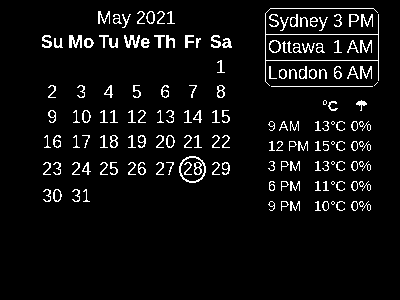 May 2021
Su Mo Tu We Th Fr Sa
1
2 3 4 5 6 7 8
9 10 11 12 13 14 15
16 17 18 19 20 21 22
23 24 25 26 27 28 29
30 31
Sydney 3 PM
Ottawa 1 AM
London 6 AM
°C ☂
9 AM 13°C 0%
12 PM 15°C 0%
3 PM 13°C 0%
6 PM 11°C 0%
9 PM 10°C 0%